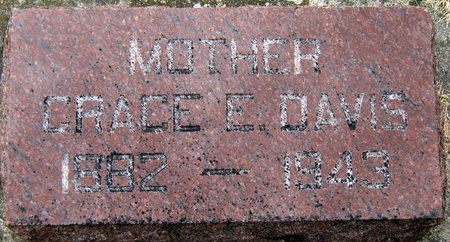 MOTHER
GRACE E. DAVIS
1882 — 1943